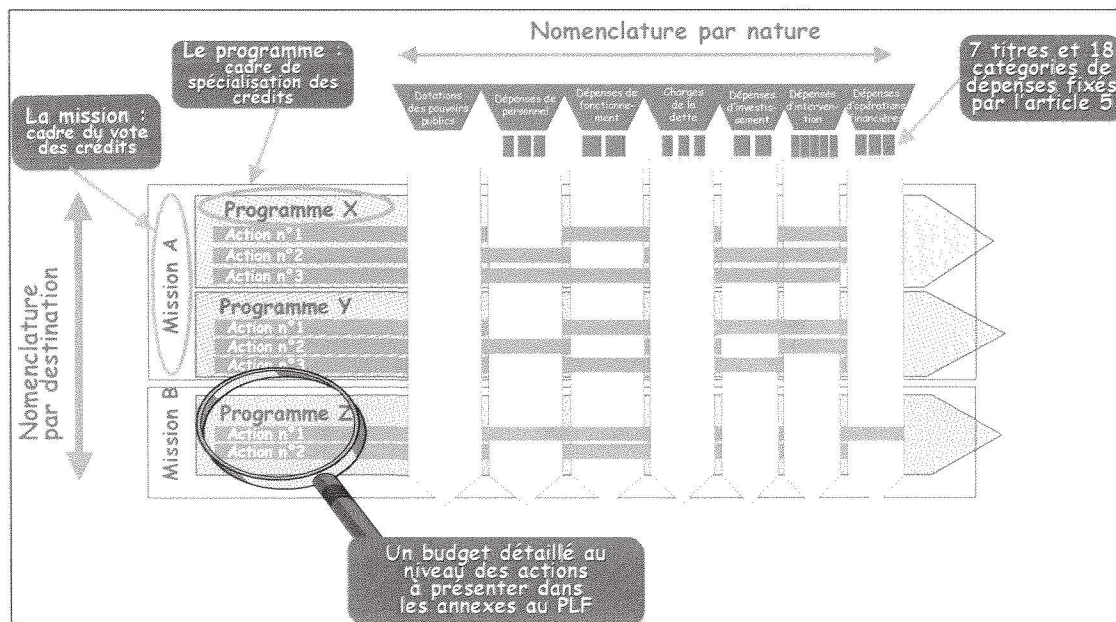 Nomenclature par nature
Le programme :
cadre de
spécialisation des
crédits
7 titres et 18
catégories de
dépenses fixés
par l'article 5
La mission :
cadre du vote
des crédits
Dotations
des pouvoirs
publics
Dépenses de
personnel
Dépenses de
fonctionne-
ment
Charges
de la
dette
Dépenses
d'investis-
sement
Dépenses
d'interven-
tion
Dépenses
d'opérations
financières
Nomenclature
par destination
Mission A
Programme X
Action n°1
Action n°2
Action n°3
Programme Y
Action n°1
Action n°2
Action n°3
Mission B
Programme Z
Action n°1
Action n°2
Un budget détaillé au
niveau des actions
à présenter dans
les annexes au PLF